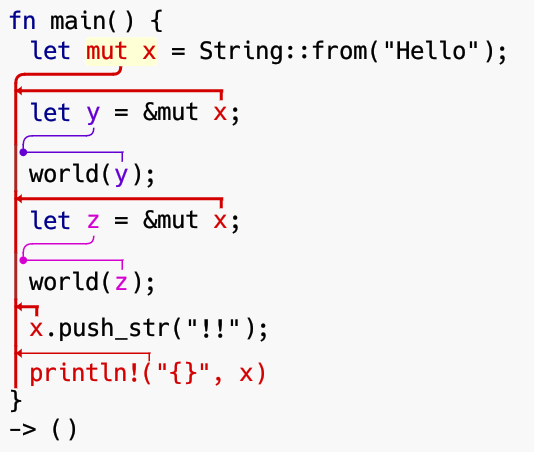 fn main() {
let mut x = String::from("Hello");
let y = &mut x;
world(y);
let z = &mut x;
world(z);
x.push_str("!!");
println!("{}", x)
}
-> ()